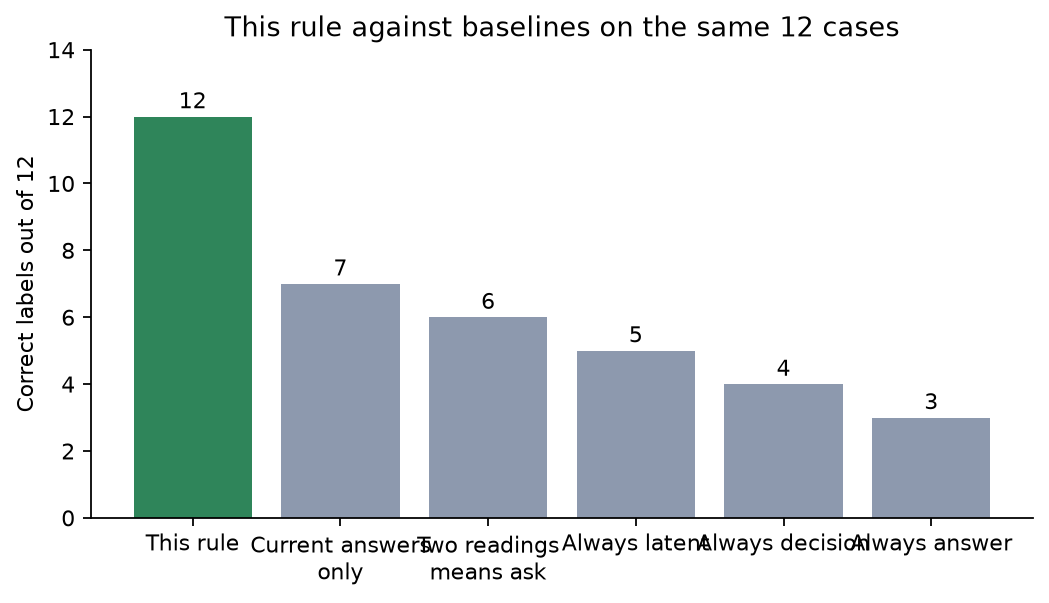 This rule against baselines on the same 12 cases
Correct labels out of 12
14
12
10
8
6
4
2
0
12
7
6
5
4
3
This rule
Current answers
only
Two readings
means ask
Always latent
Always decision
Always answer